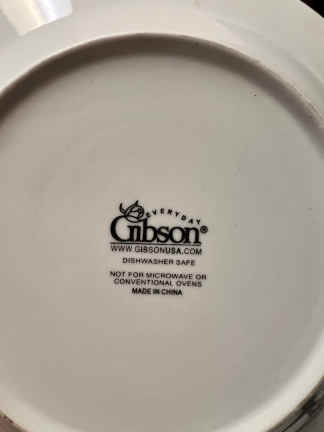 EVERYDAY
Gibson®
WWW.GIBSONUSA.COM
DISHWASHER SAFE
NOT FOR MICROWAVE OR
CONVENTIONAL OVENS
MADE IN CHINA